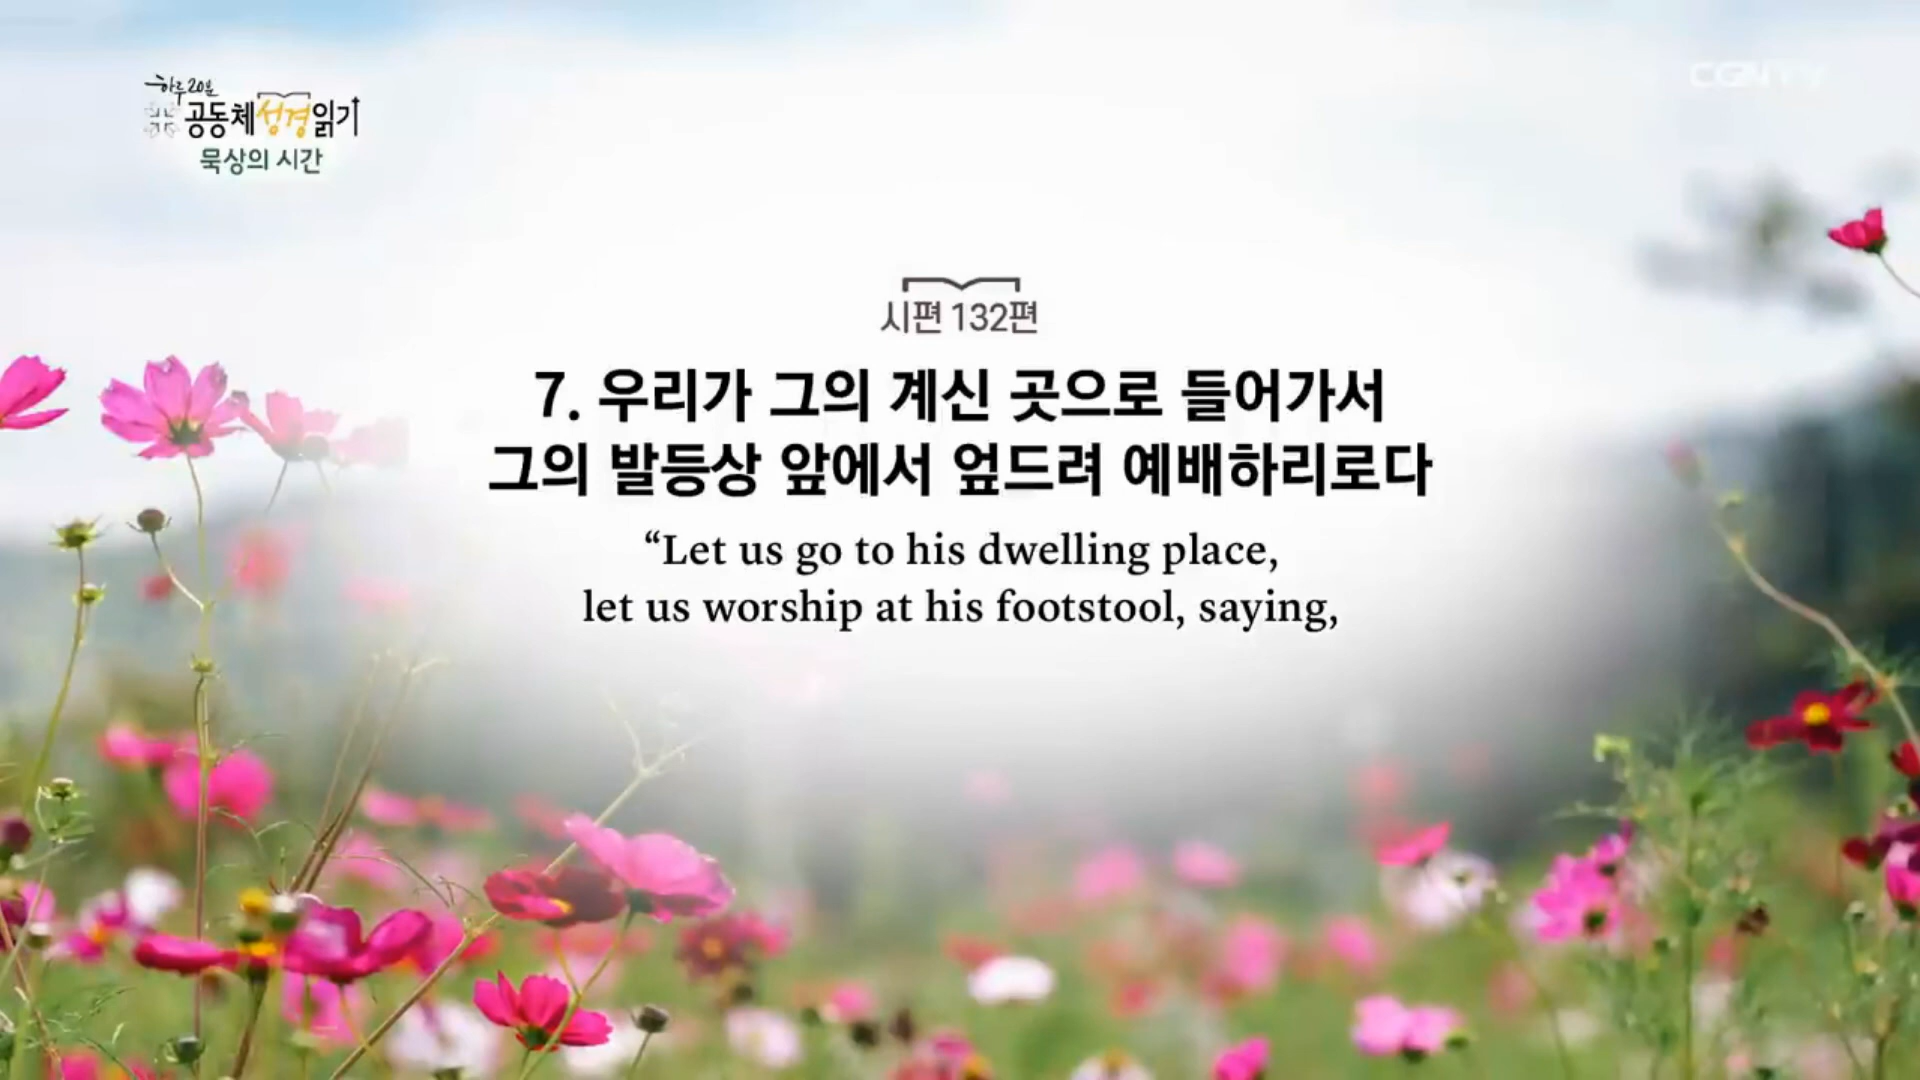 하루 20분
공동체성경읽기
묵상의 시간
CGNTV
시편 132편
7. 우리가 그의 계신 곳으로 들어가서
그의 발등상 앞에서 엎드려 예배하리로다
“Let us go to his dwelling place,
let us worship at his footstool, saying,